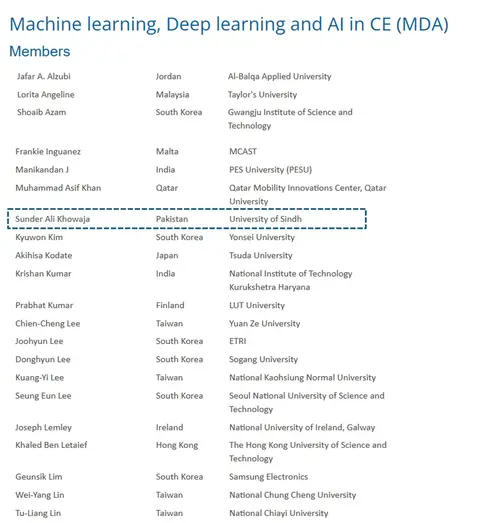 Machine learning, Deep learning and AI in CE (MDA)
Members
Jafar A. Alzubi Jordan Al-Balqa Applied University
Lorita Angeline Malaysia Taylor's University
Shoaib Azam South Korea Gwangju Institute of Science and
Technology
Frankie Inguanez Malta MCAST
Manikandan J India PES University (PESU)
Muhammad Asif Khan Qatar Qatar Mobility Innovations Center, Qatar
University
Sunder Ali Khowaja Pakistan University of Sindh
Kyuwon Kim South Korea Yonsei University
Akihisa Kodate Japan Tsuda University
Krishan Kumar India National Institute of Technology
Kurukshetra Haryana
Prabhat Kumar Finland LUT University
Chien-Cheng Lee Taiwan Yuan Ze University
Joohyun Lee South Korea ETRI
Donghyun Lee South Korea Sogang University
Kuang-Yi Lee Taiwan National Kaohsiung Normal University
Seung Eun Lee South Korea Seoul National University of Science and
Technology
Joseph Lemley Ireland National University of Ireland, Galway
Khaled Ben Letaief Hong Kong The Hong Kong University of Science and
Technology
Geunsik Lim South Korea Samsung Electronics
Wei-Yang Lin Taiwan National Chung Cheng University
Tu-Liang Lin Taiwan National Chiayi University